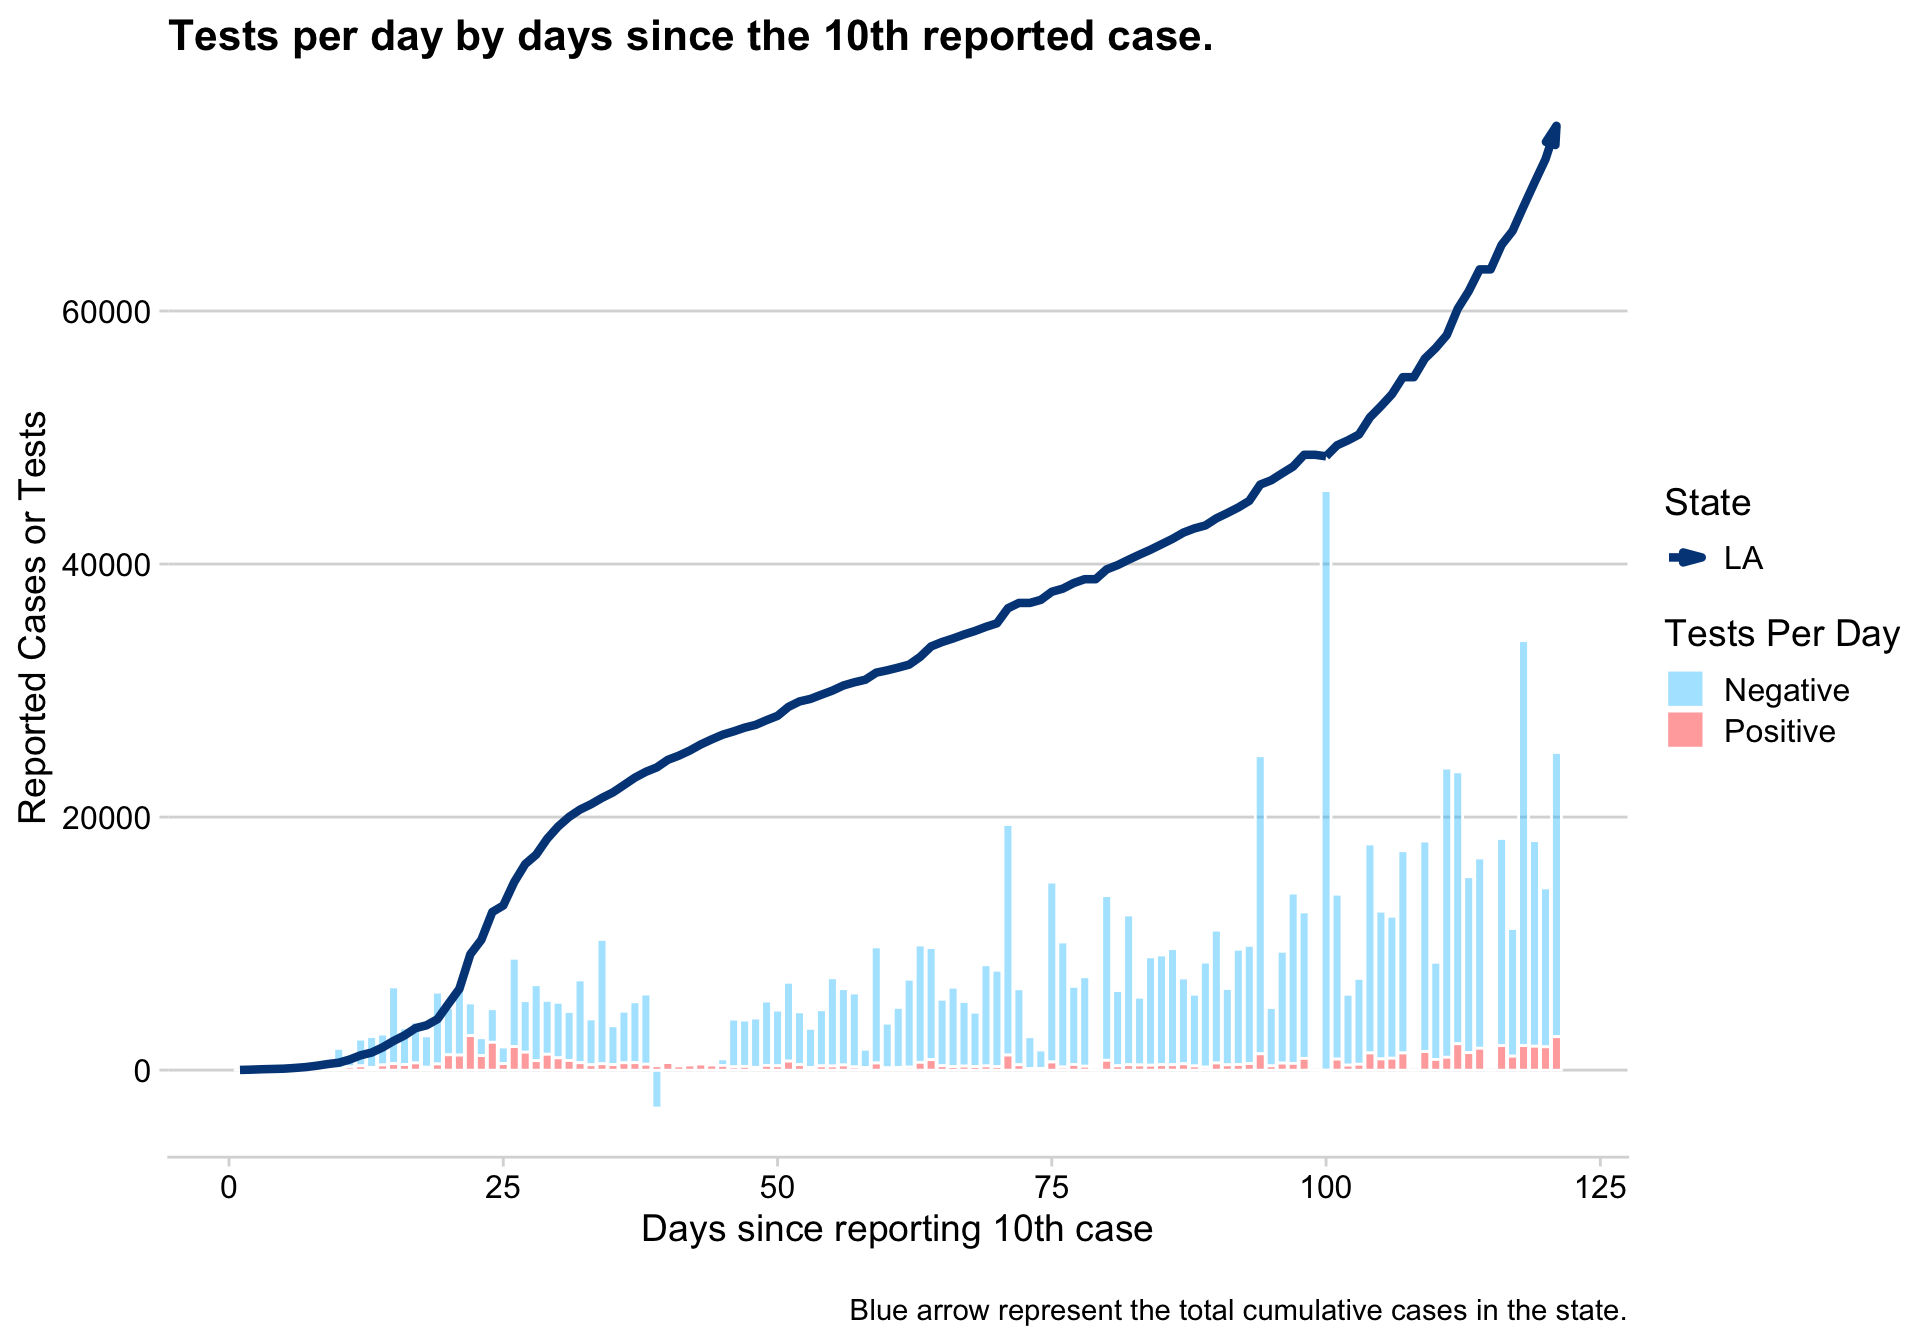 Tests per day by days since the 10th reported case.
Reported Cases or Tests
60000
40000
20000
0
0 25 50 75 100 125
Days since reporting 10th case
State
LA
Tests Per Day
Negative
Positive
Blue arrow represent the total cumulative cases in the state.